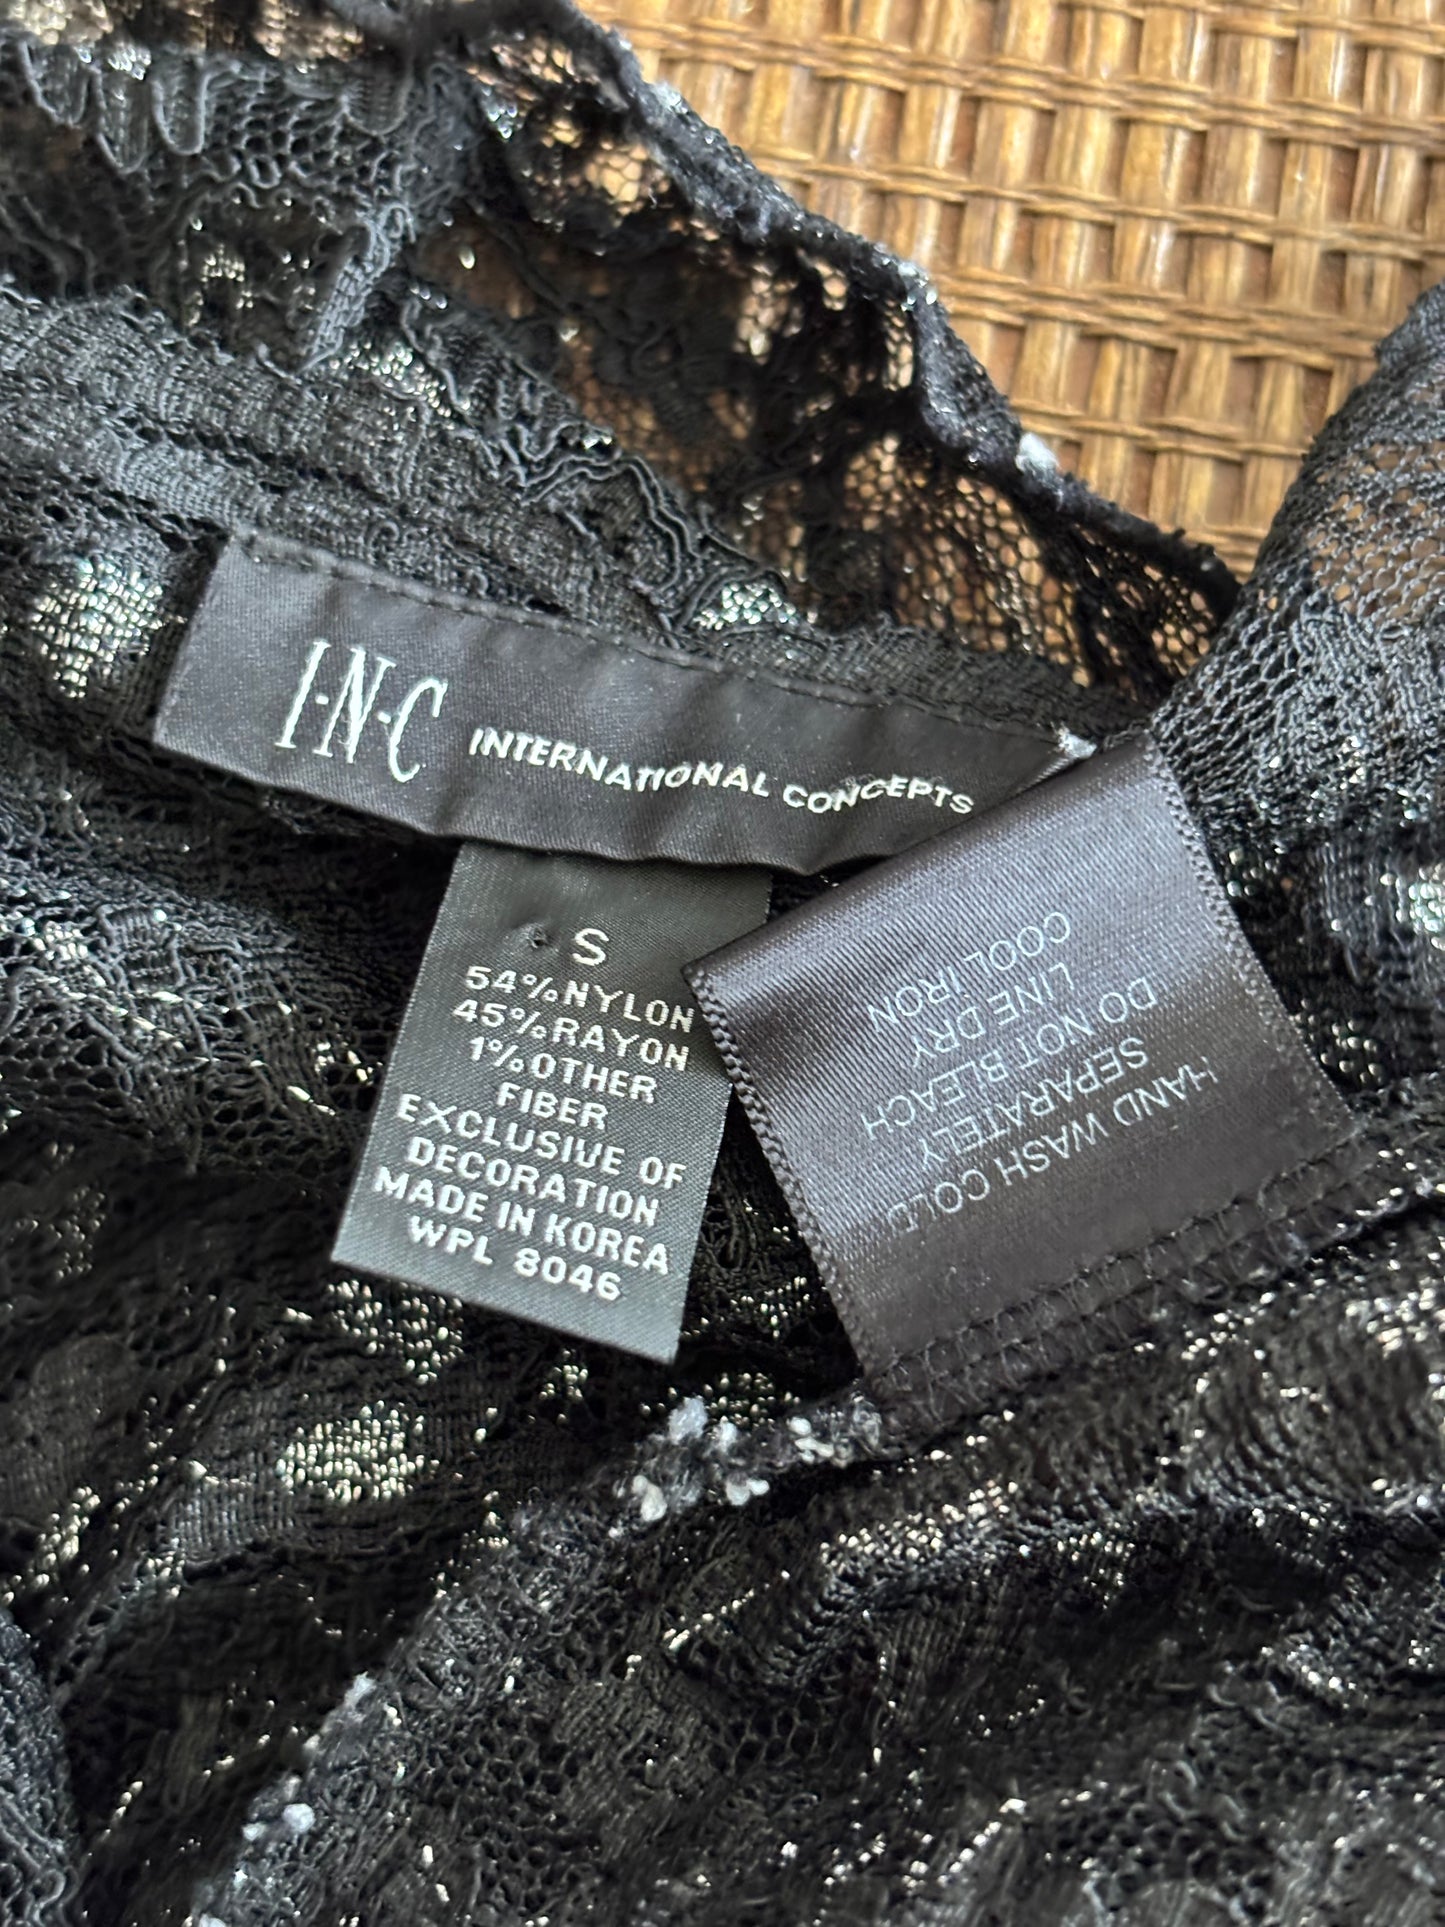 I·N·C INTERNATIONAL CONCEPTS
S
54%NYLON
45%RAYON
1%OTHER
FIBER
EXCLUSIVE OF
DECORATION
MADE IN KOREA
WPL 8046
HAND WASH COLD
SEPARATELY
DO NOT BLEACH
LINE DRY
COOL IRON